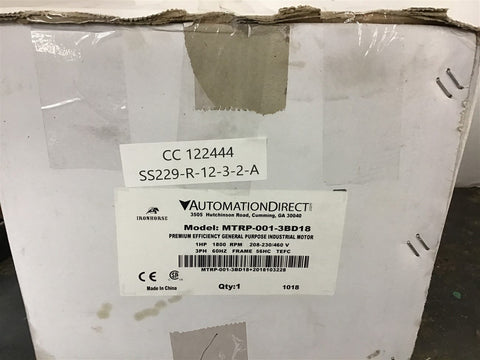 CC 122444
SS229-R-12-3-2-A
IRONHORSE
AUTOMATIONDIRECT
3505 Hutchinson Road, Cumming, GA 30040
Model: MTRP-001-3BD18
PREMIUM EFFICIENCY GENERAL PURPOSE INDUSTRIAL MOTOR
1HP 1800 RPM 208-230/460 V
3PH 60HZ FRAME 56HC TEFC
MTRP-001-3BD18+2018103228
CE
Made In China
Qty:1
1018